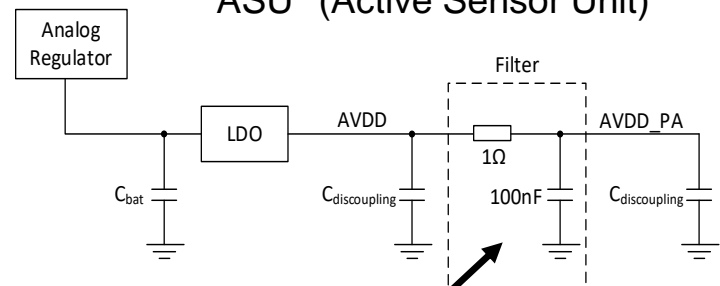 ASU (Active Sensor Unit)
Analog
Regulator
Filter
LDO
AVDD
AVDD_PA
1Ω
Cbat
Cdiscoupling
100nF
Cdiscoupling